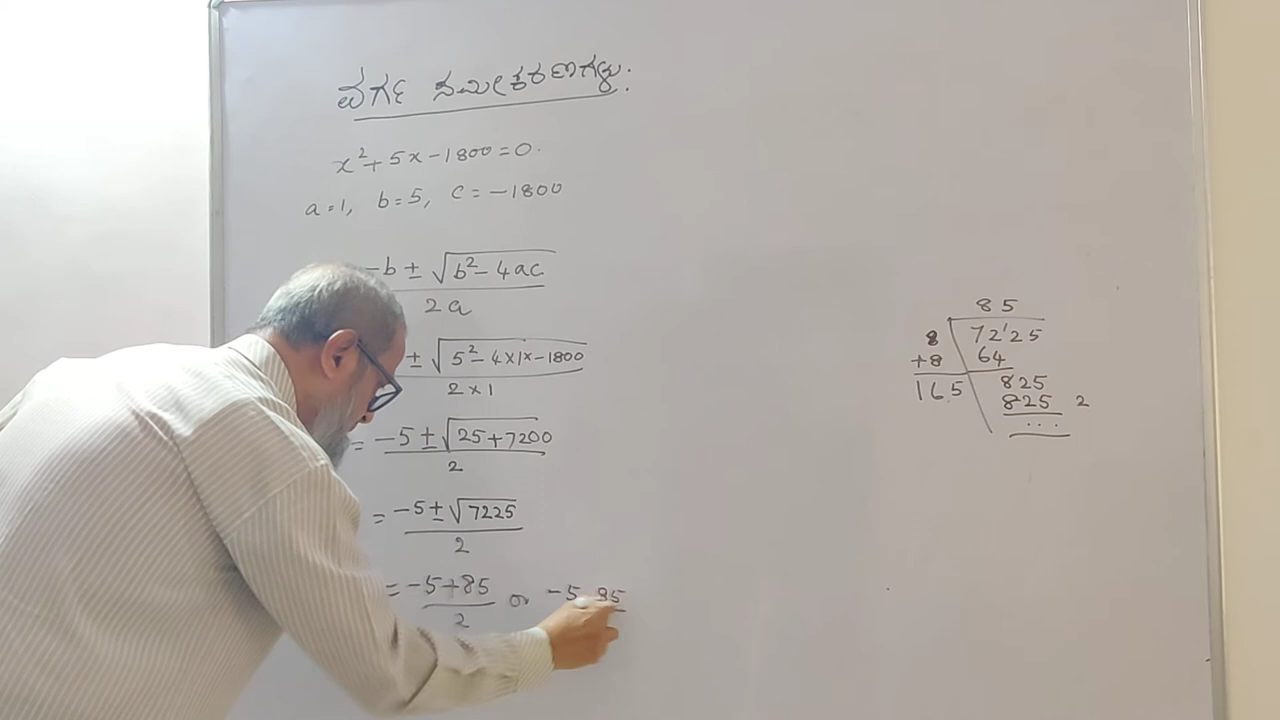 ವರ್ಗ ಸಮೀಕರಣಗಳು.
x² + 5x - 1800 = 0.
a = 1, b = 5, c = -1800
-b ± √b² - 4ac
2a
± √5² - 4 x 1 x -1800
2 x 1
= -5 ± √25 + 7200
2
= -5 ± √7225
2
= -5 + 85 or -5 85
2
85
8 72'25
+8 64
165 825
825 2
...